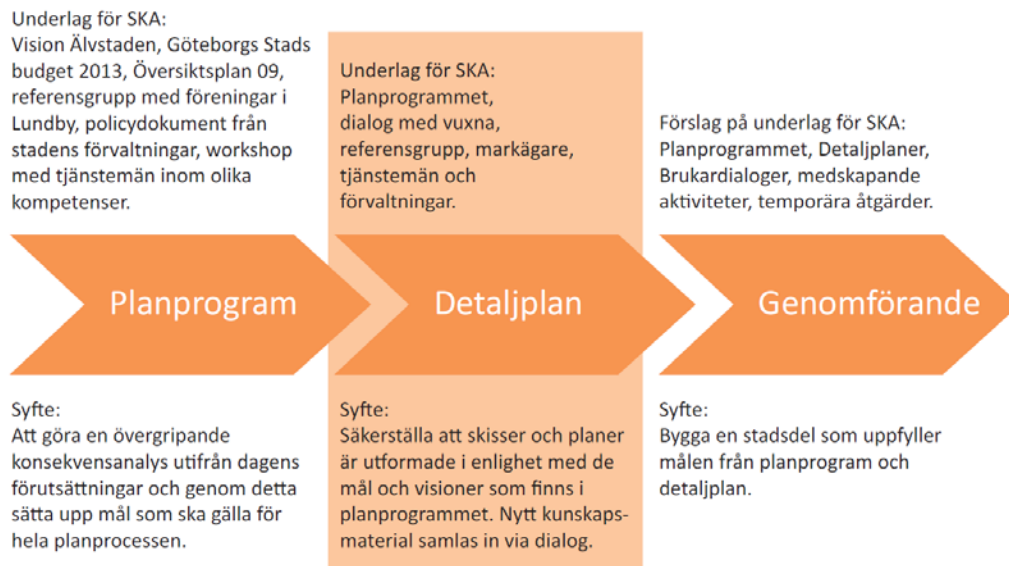 Underlag för SKA:
Vision Älvstaden, Göteborgs Stads
budget 2013, Översiktsplan 09,
referensgrupp med föreningar i
Lundby, policydokument från
stadens förvaltningar, workshop
med tjänstemän inom olika
kompetenser.
Underlag för SKA:
Planprogrammet,
dialog med vuxna,
referensgrupp, markägare,
tjänstemän och
förvaltningar.
Förslag på underlag för SKA:
Planprogrammet, Detaljplaner,
Brukardialoger, medskapande
aktiviteter, temporära åtgärder.
Planprogram
Detaljplan
Genomförande
Syfte:
Att göra en övergripande
konsekvensanalys utifrån dagens
förutsättningar och genom detta
sätta upp mål som ska gälla för
hela planprocessen.
Syfte:
Säkerställa att skisser och planer
är utformade i enlighet med de
mål och visioner som finns i
planprogrammet. Nytt kunskaps-
material samlas in via dialog.
Syfte:
Bygga en stadsdel som uppfyller
målen från planprogram och
detaljplan.